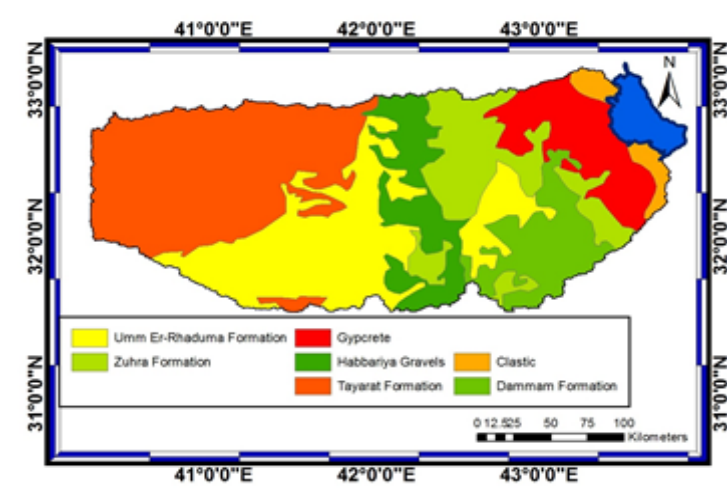 41°0'0"E 42°0'0"E 43°0'0"E
N
33°0'0"N 33°0'0"N
32°0'0"N 32°0'0"N
31°0'0"N 31°0'0"N
Umm Er-Rhaduma Formation Gypcrete
Zuhra Formation Habbariya Gravels Clastic
Tayarat Formation Dammam Formation
0 12.525 50 75 100
Kilometers
41°0'0"E 42°0'0"E 43°0'0"E